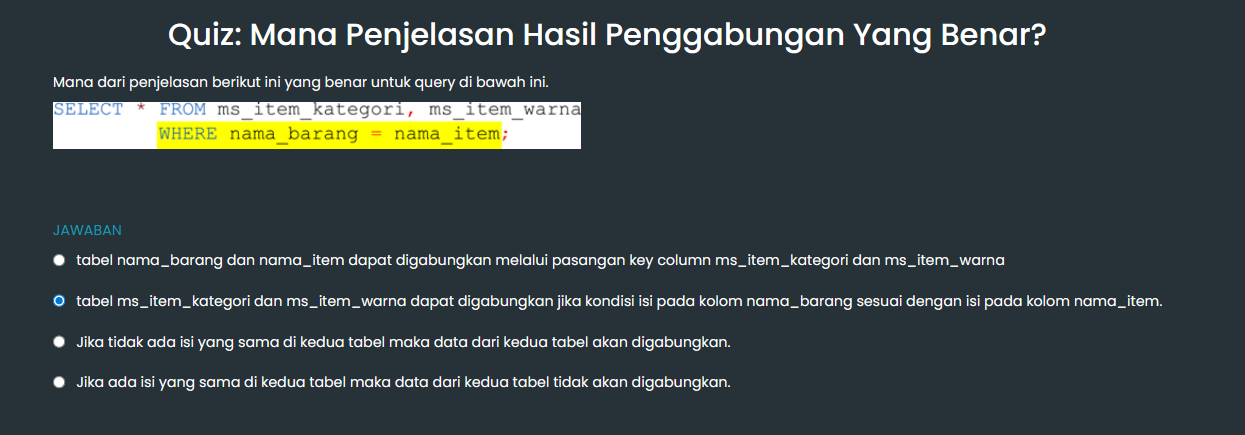 Quiz: Mana Penjelasan Hasil Penggabungan Yang Benar?
Mana dari penjelasan berikut ini yang benar untuk query di bawah ini.
SELECT * FROM ms_item_kategori, ms_item_warna
WHERE nama_barang = nama_item;
JAWABAN
tabel nama_barang dan nama_item dapat digabungkan melalui pasangan key column ms_item_kategori dan ms_item_warna
tabel ms_item_kategori dan ms_item_warna dapat digabungkan jika kondisi isi pada kolom nama_barang sesuai dengan isi pada kolom nama_item.
Jika tidak ada isi yang sama di kedua tabel maka data dari kedua tabel akan digabungkan.
Jika ada isi yang sama di kedua tabel maka data dari kedua tabel tidak akan digabungkan.